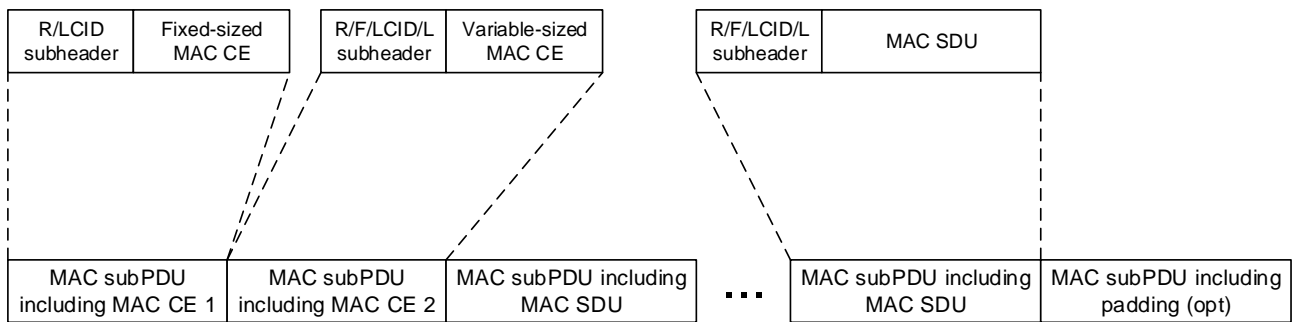 R/LCID subheader
Fixed-sized MAC CE
R/F/LCID/L subheader
Variable-sized MAC CE
R/F/LCID/L subheader
MAC SDU
MAC subPDU including MAC CE 1
MAC subPDU including MAC CE 2
MAC subPDU including MAC SDU
...
MAC subPDU including MAC SDU
MAC subPDU including padding (opt)